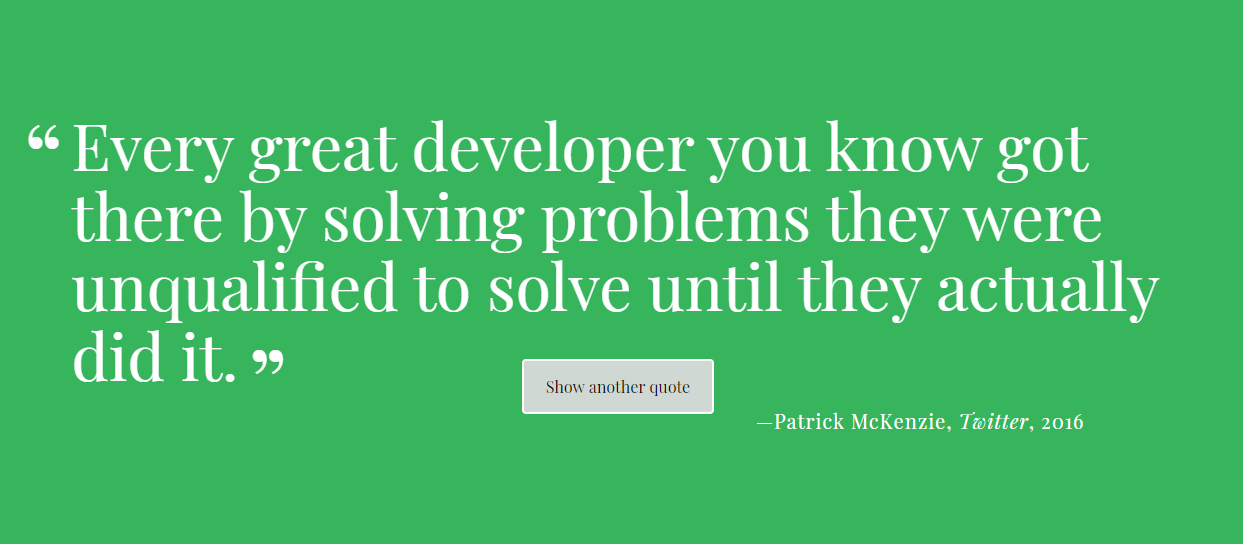 “ Every great developer you know got
there by solving problems they were
unqualified to solve until they actually
did it. ”
Show another quote
—Patrick McKenzie, Twitter, 2016